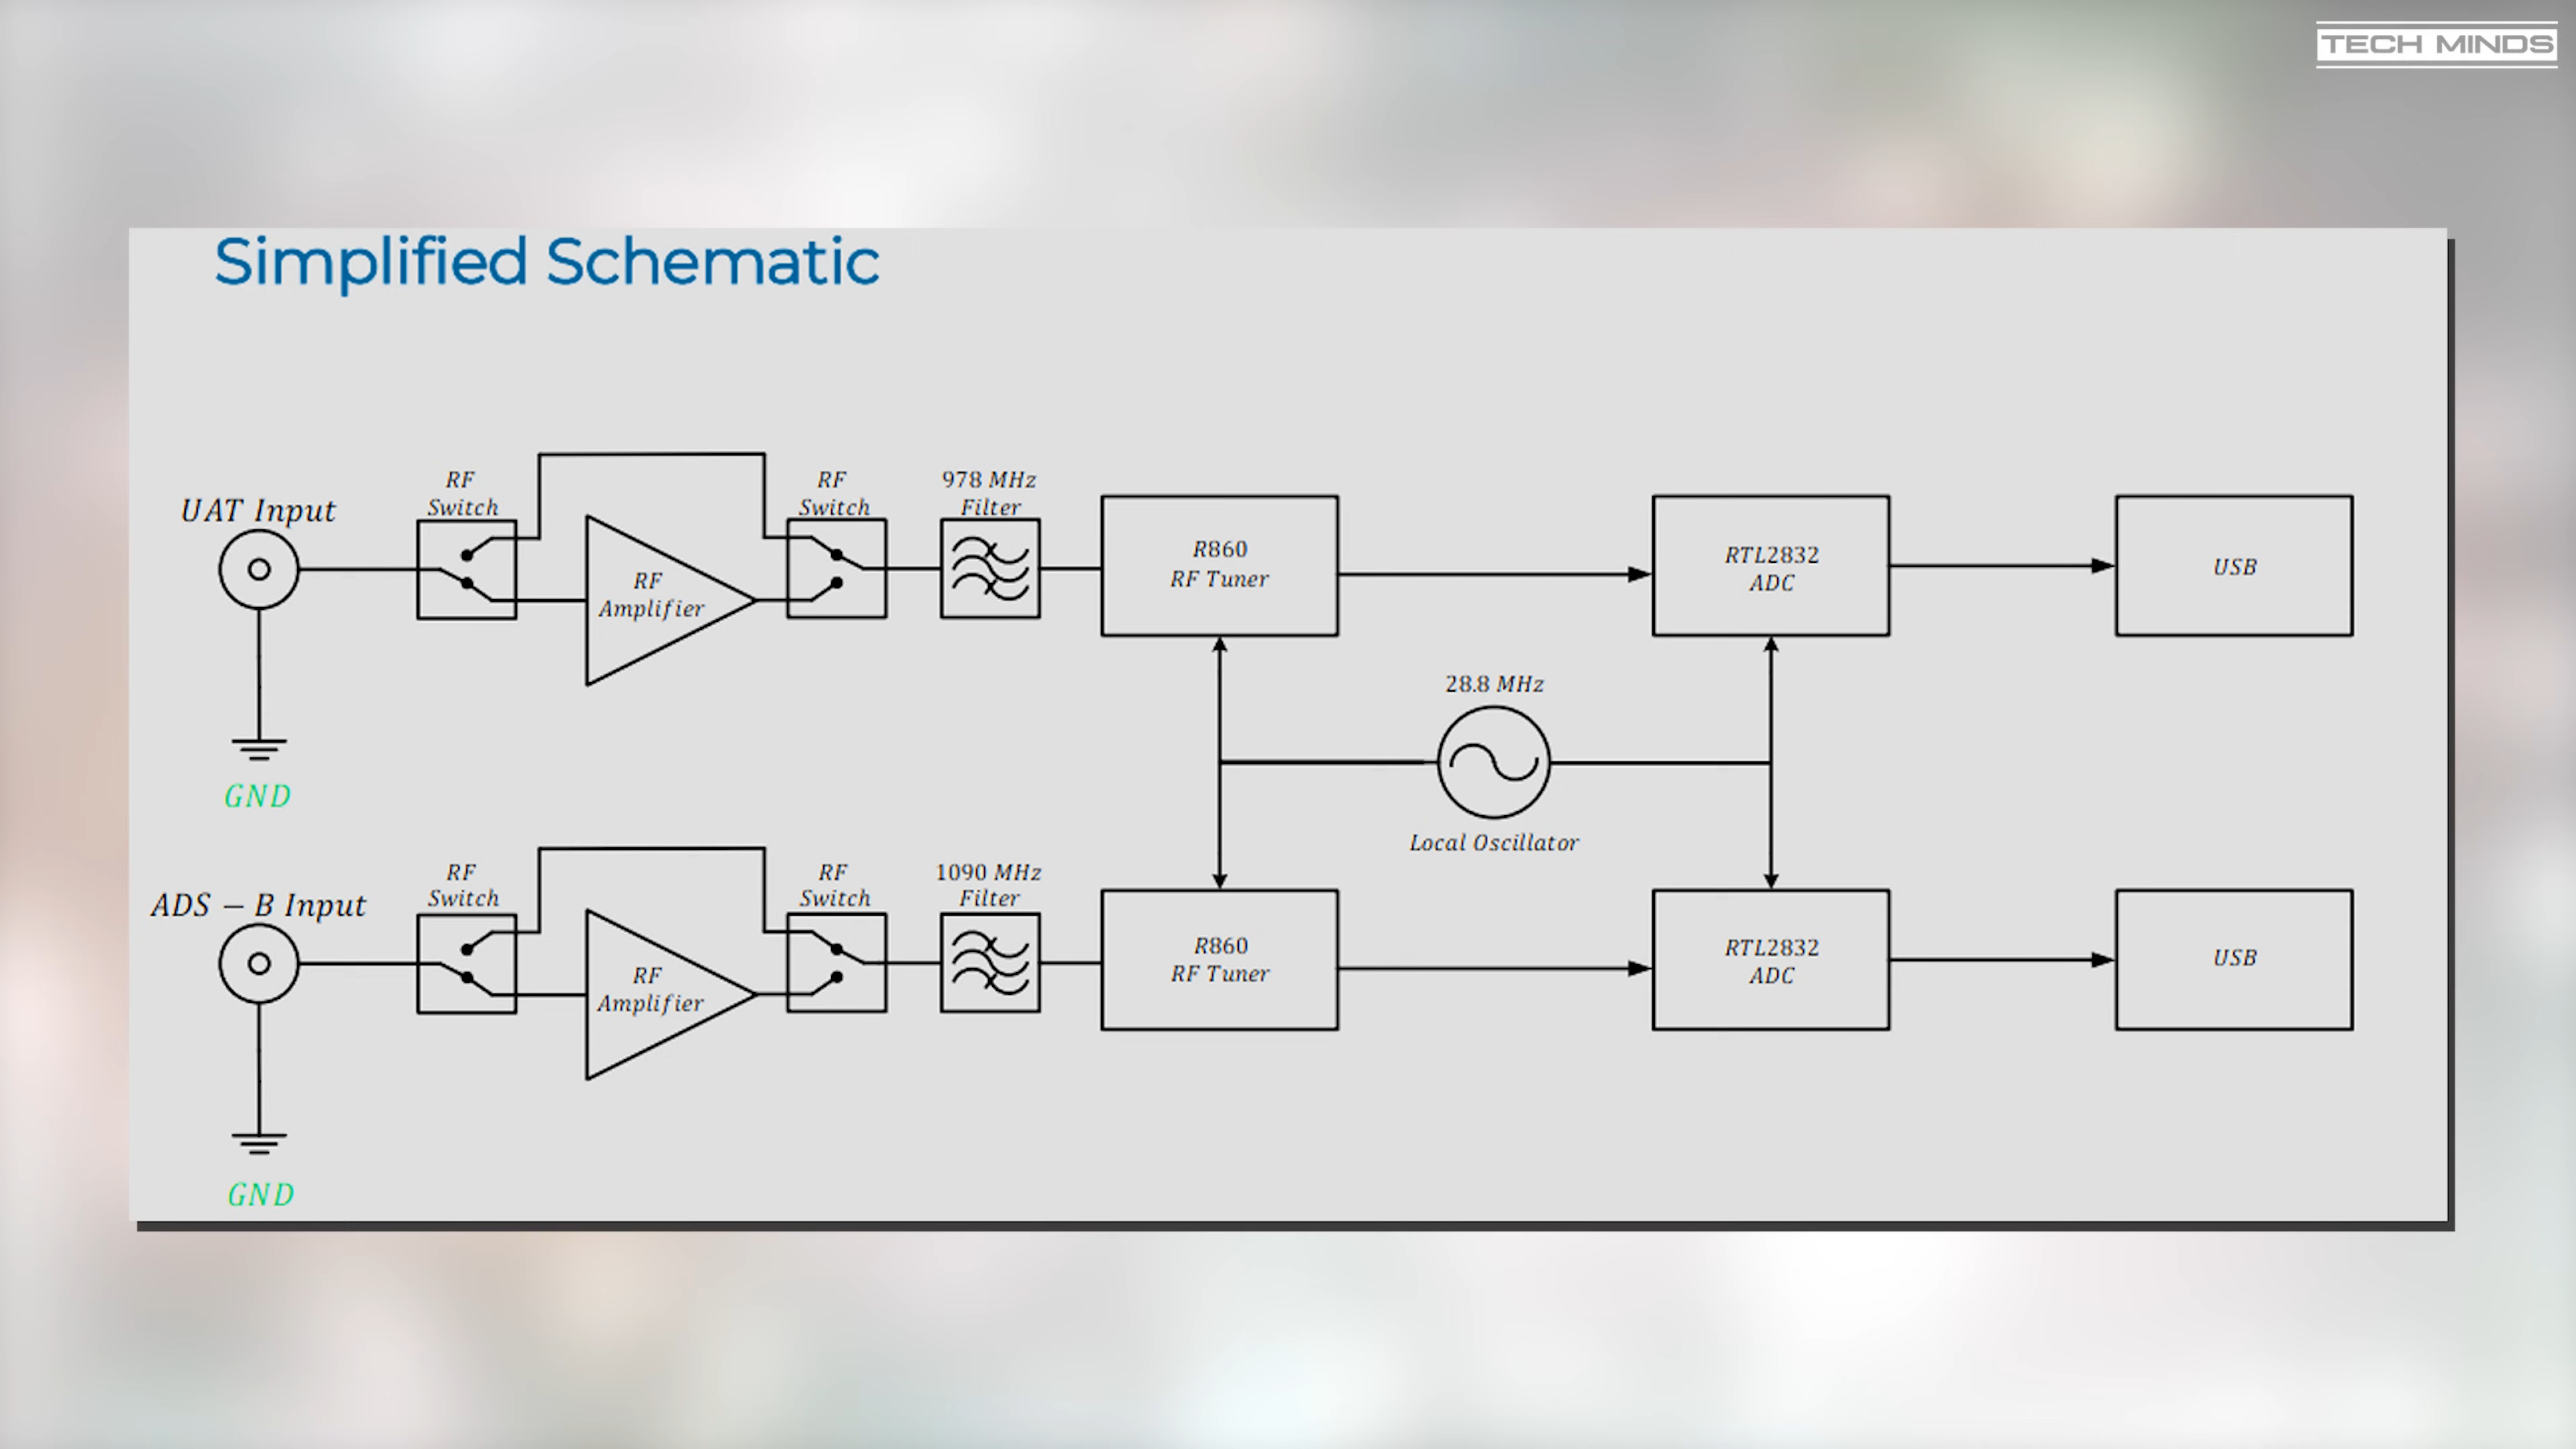 TECH MINDS
Simplified Schematic
UAT Input
RF
Switch
RF
Amplifier
RF
Switch
978 MHz
Filter
R860
RF Tuner
RTL2832
ADC
USB
GND
28.8 MHz
Local Oscillator
ADS – B Input
RF
Switch
RF
Amplifier
RF
Switch
1090 MHz
Filter
R860
RF Tuner
RTL2832
ADC
USB
GND